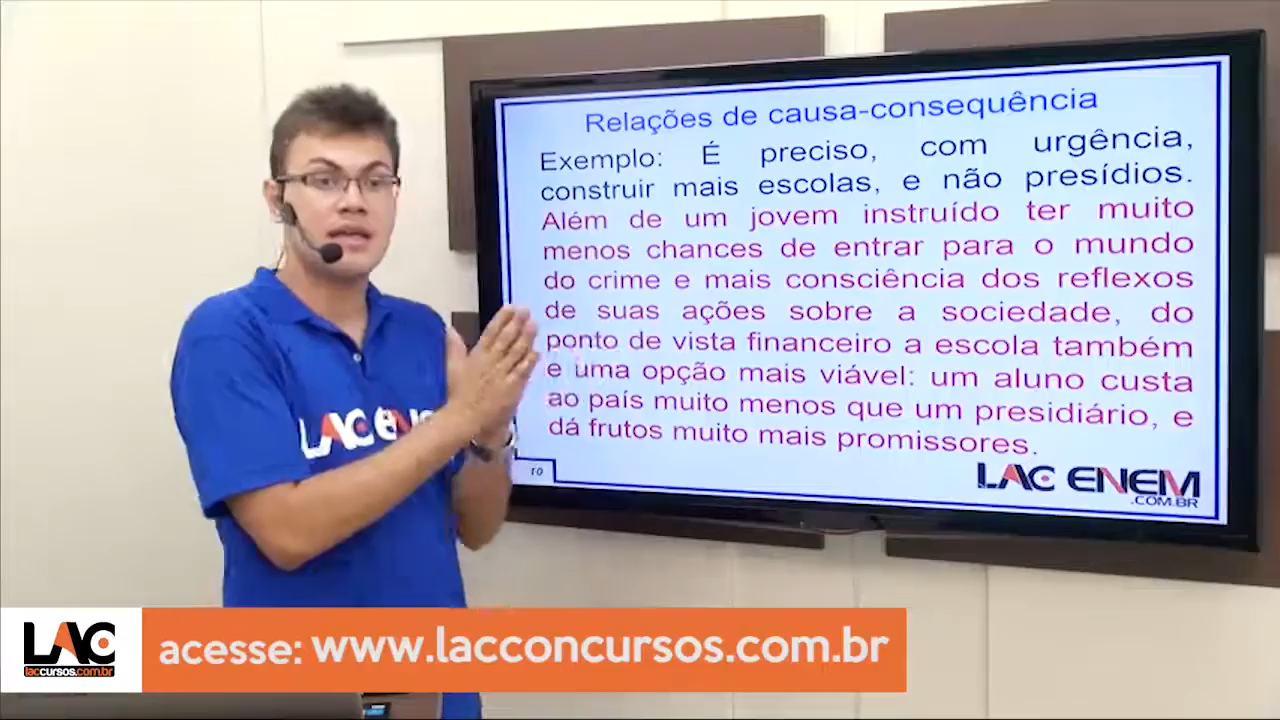 Relações de causa-consequência
Exemplo: É preciso, com urgência,
construir mais escolas, e não presídios.
Além de um jovem instruído ter muito
menos chances de entrar para o mundo
do crime e mais consciência dos reflexos
de suas ações sobre a sociedade, do
ponto de vista financeiro a escola também
e uma opção mais viável: um aluno custa
ao país muito menos que um presidiário, e
dá frutos muito mais promissores.
10
LAC ENEM
.COM.BR
LAC
laccursos.com.br
acesse: www.lacconcursos.com.br